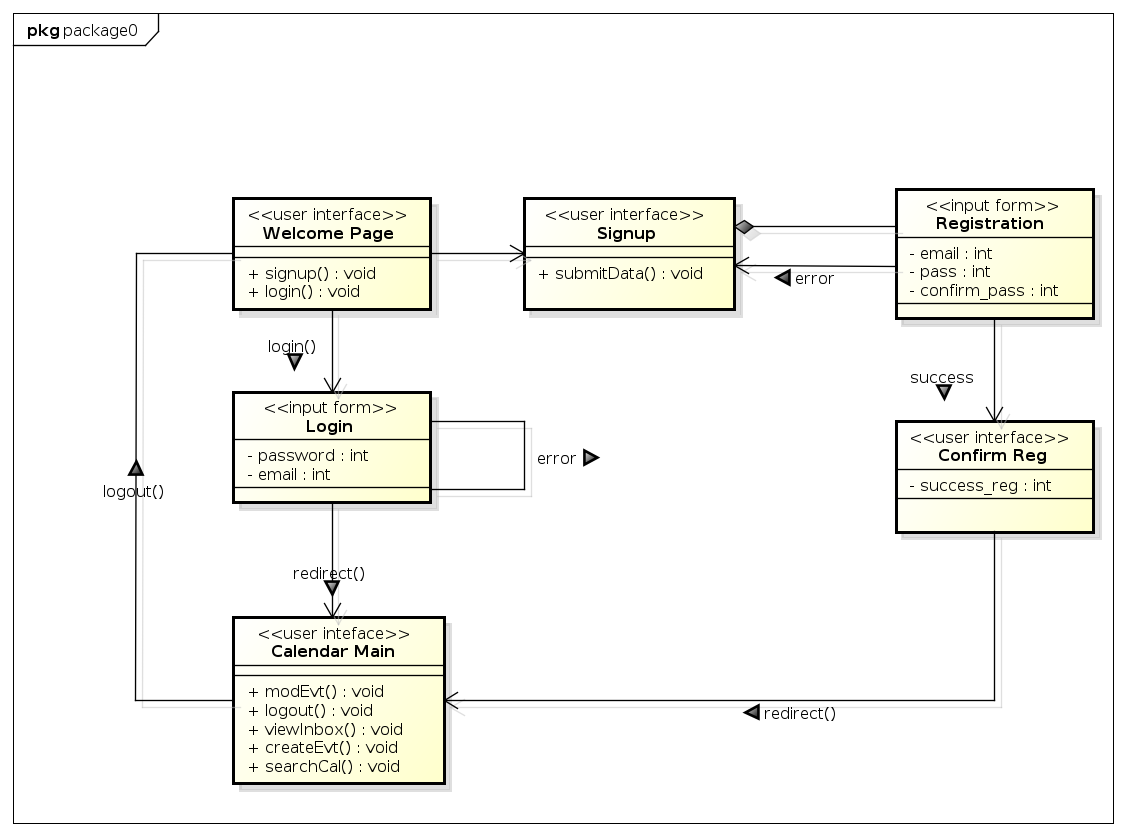 pkg package0
<<user interface>>
Welcome Page
+ signup() : void
+ login() : void
<<user interface>>
Signup
+ submitData() : void
<<input form>>
Registration
- email : int
- pass : int
- confirm_pass : int
error
login()
success
<<input form>>
Login
- password : int
- email : int
error
<<user interface>>
Confirm Reg
- success_reg : int
logout()
redirect()
<<user inteface>>
Calendar Main
+ modEvt() : void
+ logout() : void
+ viewInbox() : void
+ createEvt() : void
+ searchCal() : void
redirect()